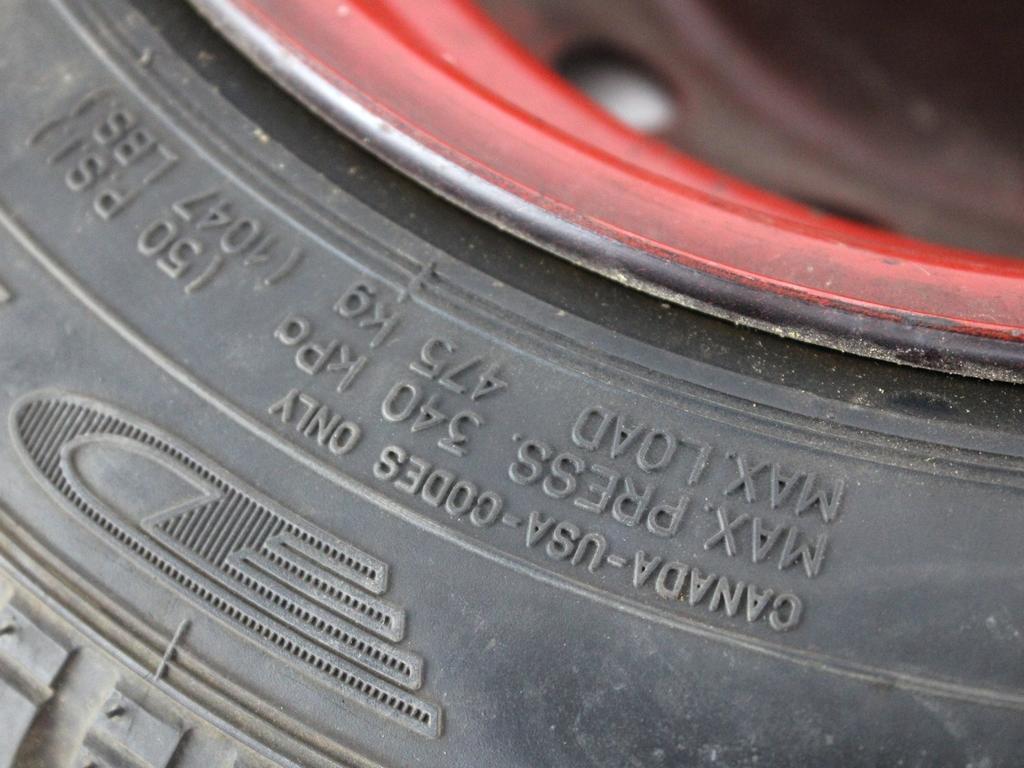 CANADA-USA-CODES ONLY
MAX. PRESS. 340 kPa (50 PSI)
MAX. LOAD 475 kg (1047 LBS)